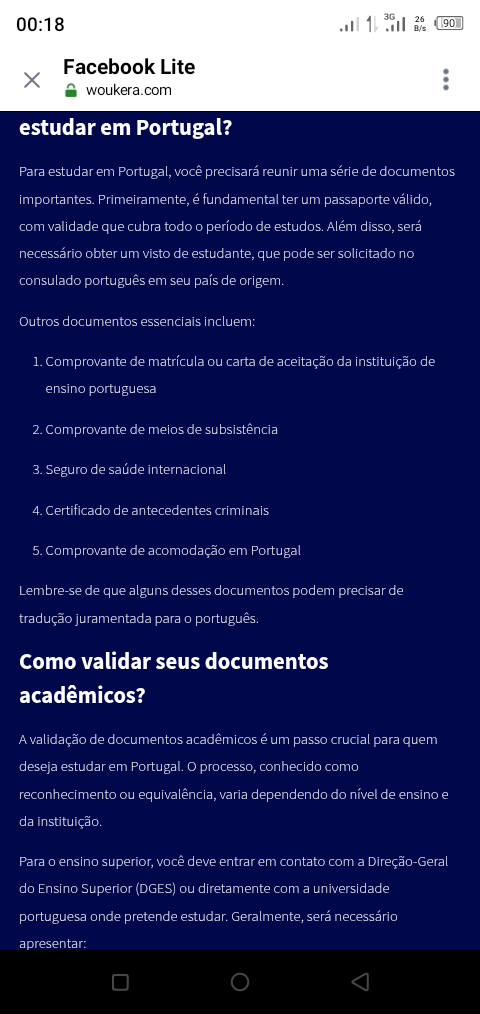 00:18
3G
26
B/s
90
Facebook Lite
woukera.com
estudar em Portugal?
Para estudar em Portugal, você precisará reunir uma série de documentos
importantes. Primeiramente, é fundamental ter um passaporte válido,
com validade que cubra todo o período de estudos. Além disso, será
necessário obter um visto de estudante, que pode ser solicitado no
consulado português em seu país de origem.
Outros documentos essenciais incluem:
1. Comprovante de matrícula ou carta de aceitação da instituição de
ensino portuguesa
2. Comprovante de meios de subsistência
3. Seguro de saúde internacional
4. Certificado de antecedentes criminais
5. Comprovante de acomodação em Portugal
Lembre-se de que alguns desses documentos podem precisar de
tradução juramentada para o português.
Como validar seus documentos
acadêmicos?
A validação de documentos acadêmicos é um passo crucial para quem
deseja estudar em Portugal. O processo, conhecido como
reconhecimento ou equivalência, varia dependendo do nível de ensino e
da instituição.
Para o ensino superior, você deve entrar em contato com a Direção-Geral
do Ensino Superior (DGES) ou diretamente com a universidade
portuguesa onde pretende estudar. Geralmente, será necessário
apresentar: